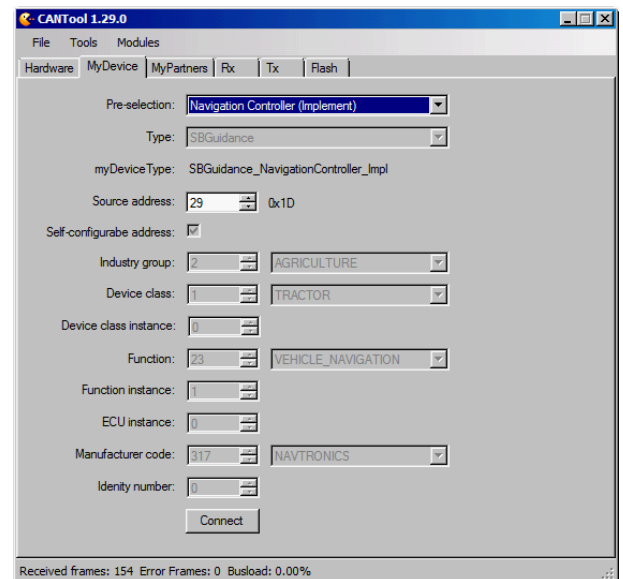 CANTool 1.29.0
File Tools Modules
Hardware MyDevice MyPartners Rx Tx Flash
Pre-selection: Navigation Controller (Implement)
Type: SBGuidance
myDeviceType: SBGuidance_NavigationController_Impl
Source address: 29 0x1D
Self-configurabe address:
Industry group: 2 AGRICULTURE
Device class: 1 TRACTOR
Device class instance: 0
Function: 23 VEHICLE_NAVIGATION
Function instance: 1
ECU instance: 0
Manufacturer code: 317 NAVTRONICS
Idenity number: 0
Connect
Received frames: 154 Error Frames: 0 Busload: 0.00%